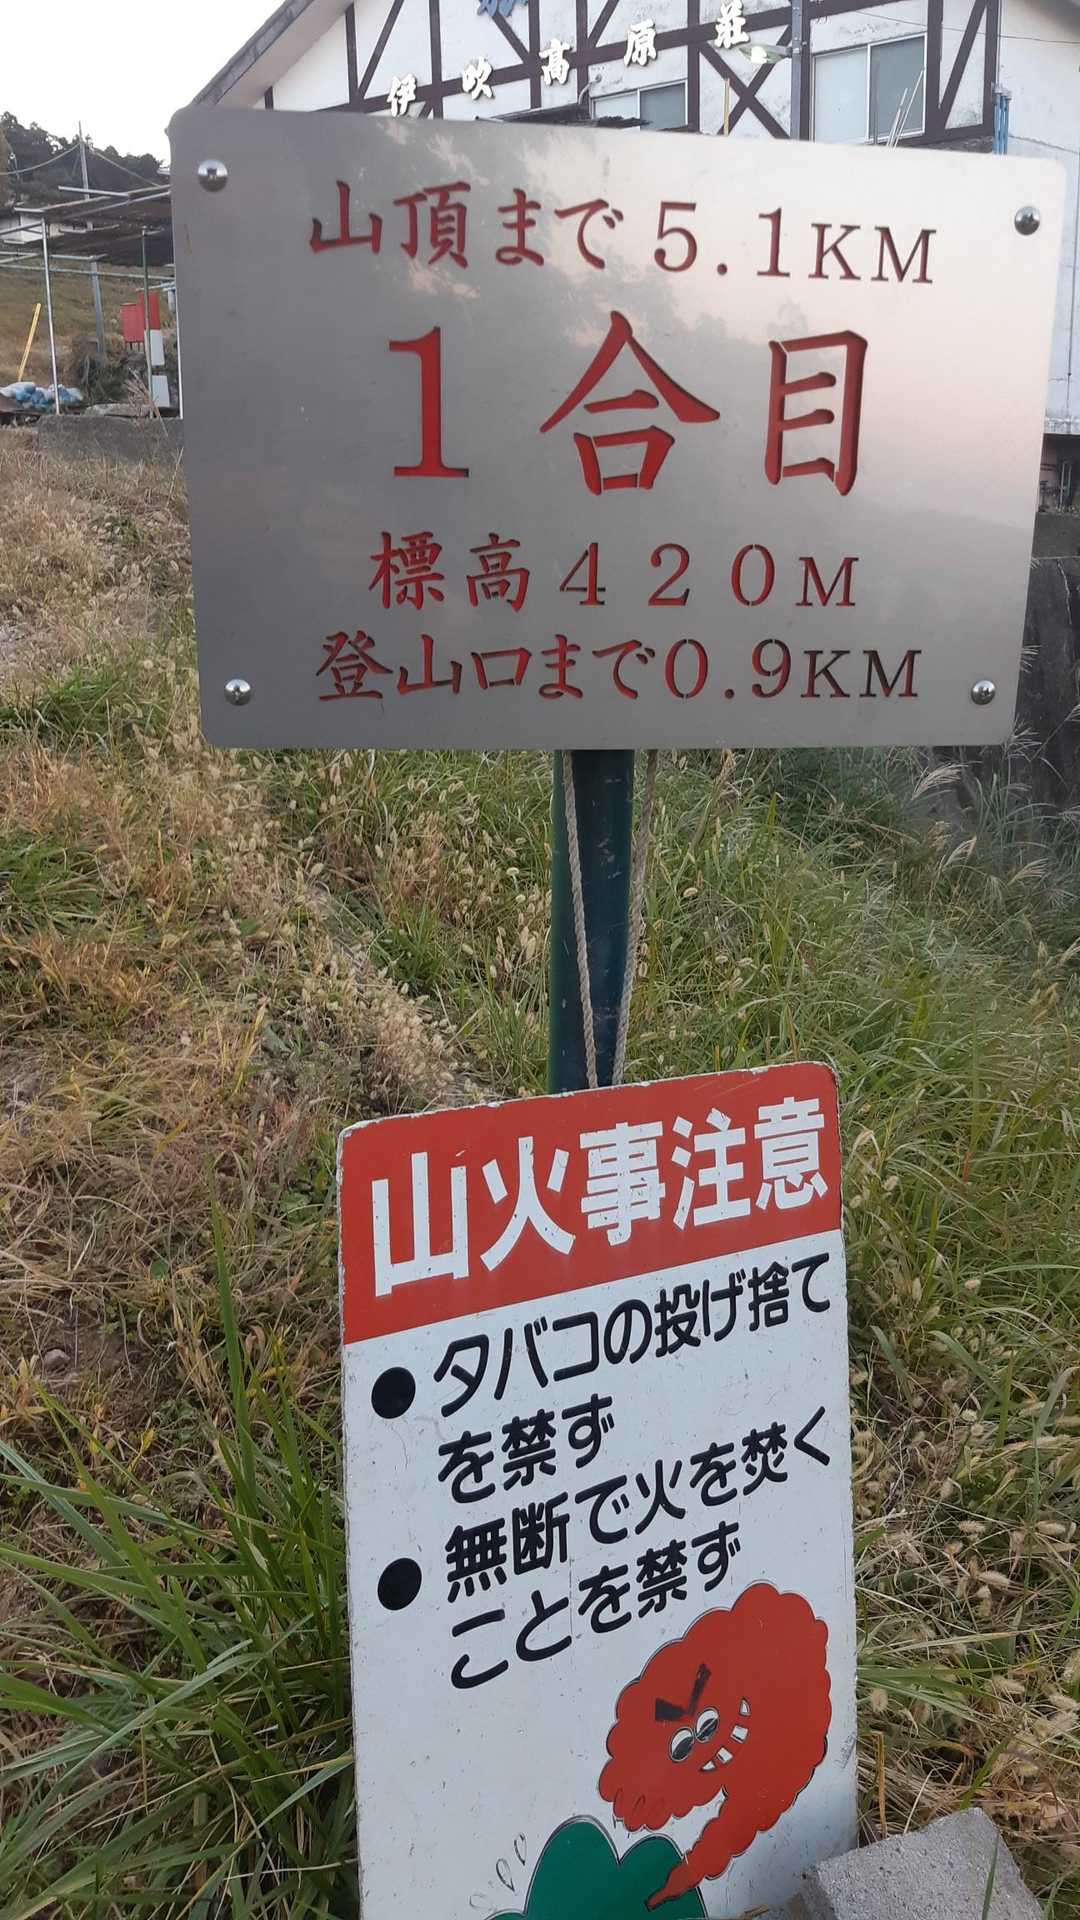 伊吹高原荘
山頂まで5.1KM
1合目
標高420M
登山口まで0.9KM
山火事注意
●タバコの投げ捨て
を禁ず
●無断で火を焚く
ことを禁ず